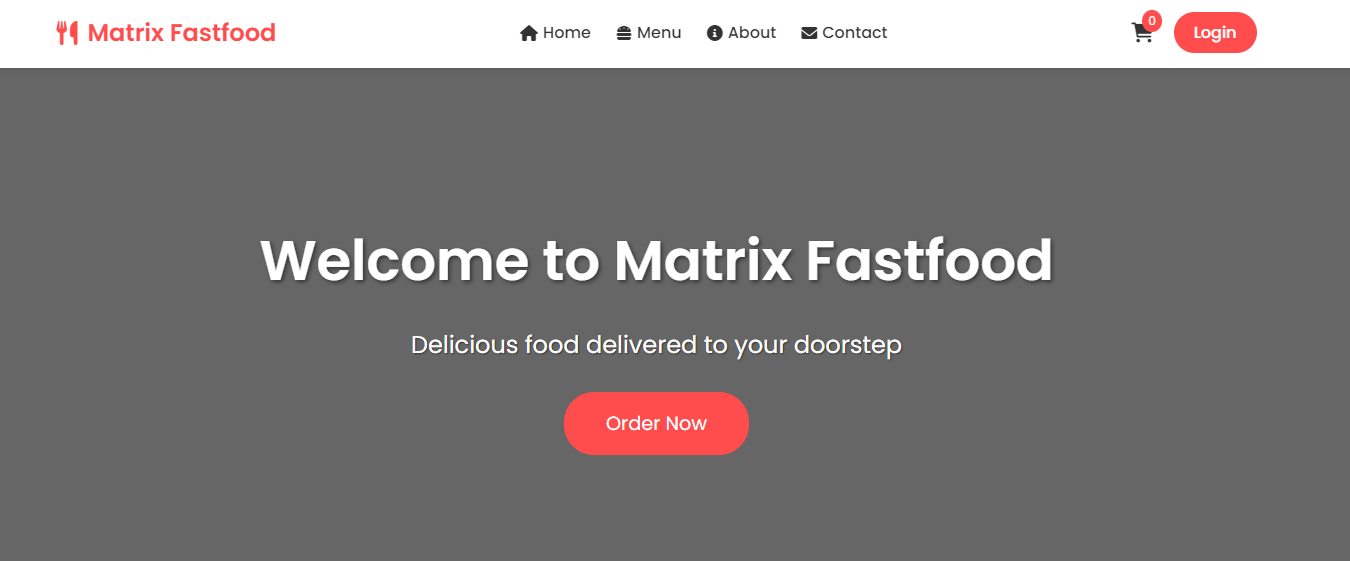 Matrix Fastfood
Home Menu About Contact
0
Login
Welcome to Matrix Fastfood
Delicious food delivered to your doorstep
Order Now